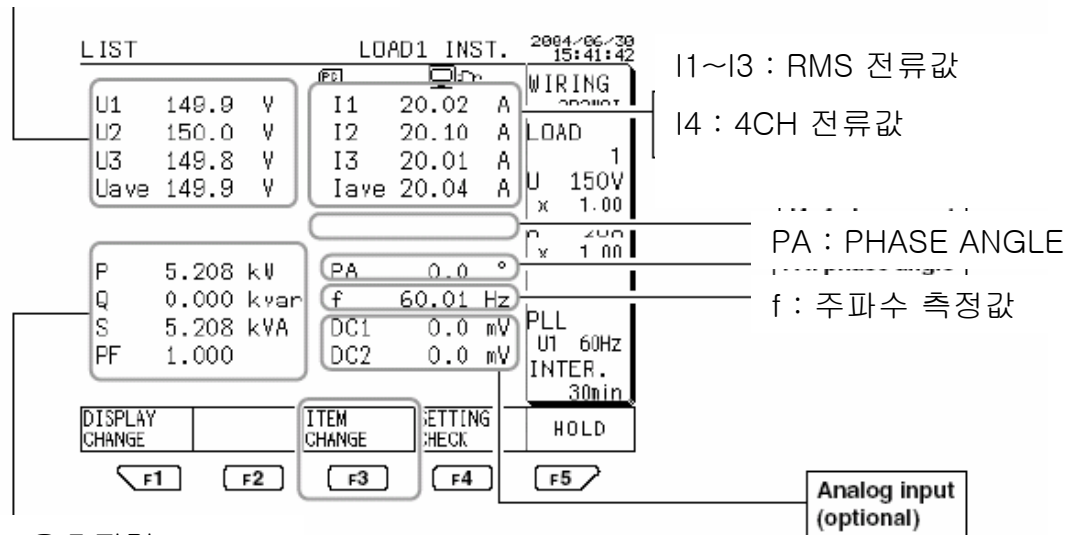 LIST LOAD1 INST. 2004/06/30 15:41:42
WIRING
U1 149.9 V I1 20.02 A
U2 150.0 V I2 20.10 A
U3 149.8 V I3 20.01 A
Uave 149.9 V Iave 20.04 A
LOAD
1
U 150V
x 1.00
x 1.00
P 5.208 kW PA 0.0 °
Q 0.000 kvar f 60.01 Hz
S 5.208 kVA DC1 0.0 mV
PF 1.000 DC2 0.0 mV
PLL
U1 60Hz
INTER.
30min
DISPLAY CHANGE ITEM CHANGE SETTING CHECK HOLD
F1 F2 F3 F4 F5
I1~I3 : RMS 전류값
I4 : 4CH 전류값
PA : PHASE ANGLE
f : 주파수 측정값
Analog input
(optional)